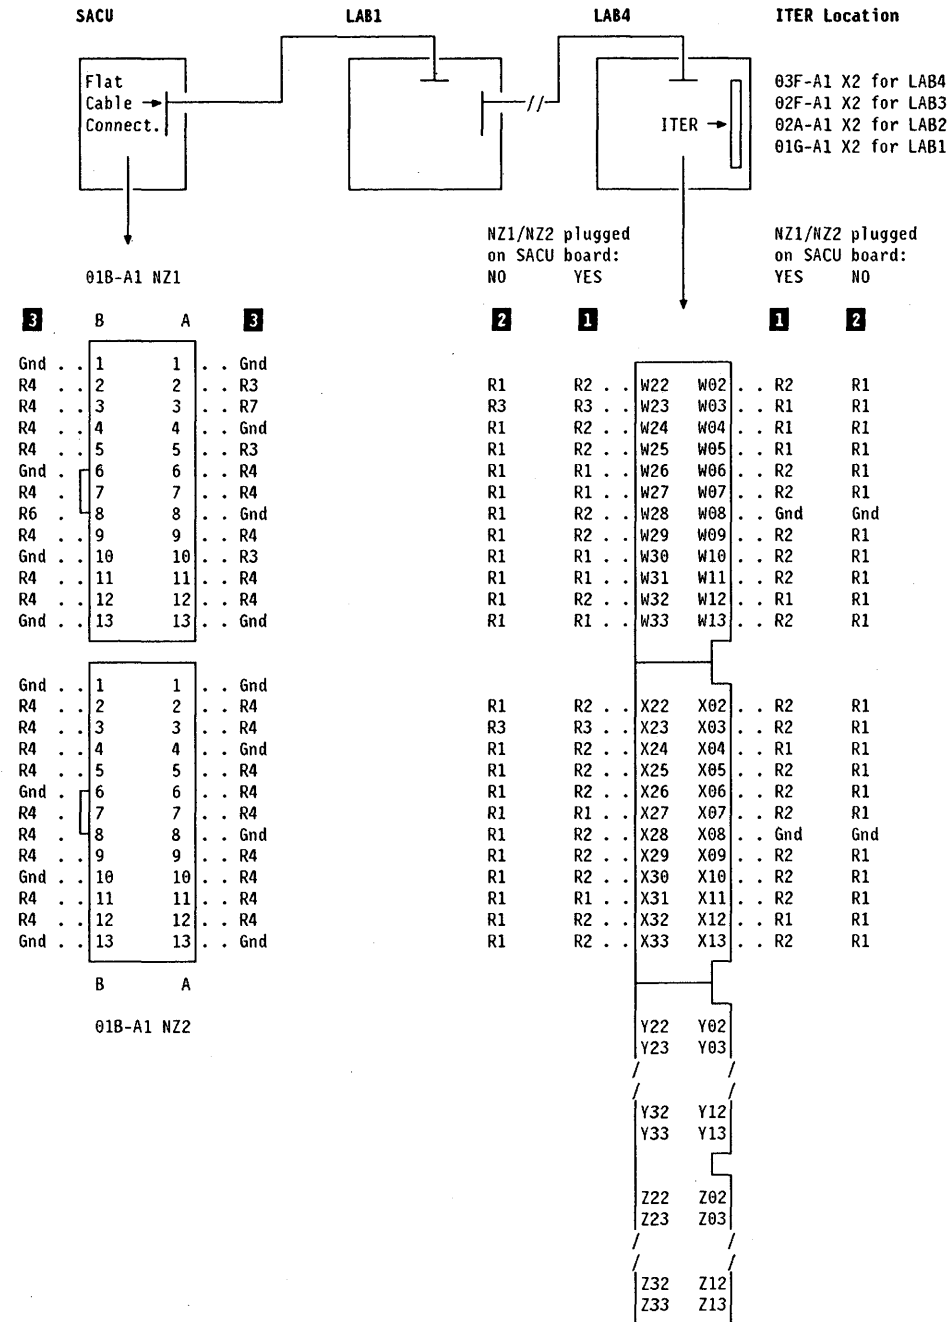 SACU LAB1 LAB4 ITER Location
Flat
Cable
Connect.
ITER
03F-A1 X2 for LAB4
02F-A1 X2 for LAB3
02A-A1 X2 for LAB2
01G-A1 X2 for LAB1
//
NZ1/NZ2 plugged NZ1/NZ2 plugged
on SACU board: on SACU board:
01B-A1 NZ1 NO YES YES NO
3 B A 3 2 1 1 2
Gnd . . 1 1 . . Gnd
R4 . . 2 2 . . R3 R1 R2 . . W22 W02 . . R2 R1
R4 . . 3 3 . . R7 R3 R3 . . W23 W03 . . R1 R1
R4 . . 4 4 . . Gnd R1 R2 . . W24 W04 . . R1 R1
R4 . . 5 5 . . R3 R1 R2 . . W25 W05 . . R1 R1
Gnd . 6 6 . . R4 R1 R1 . . W26 W06 . . R2 R1
R4 . 7 7 . . R4 R1 R1 . . W27 W07 . . R2 R1
R6 . 8 8 . . Gnd R1 R2 . . W28 W08 . . Gnd Gnd
R4 . . 9 9 . . R4 R1 R2 . . W29 W09 . . R2 R1
Gnd . . 10 10 . . R3 R1 R1 . . W30 W10 . . R2 R1
R4 . . 11 11 . . R4 R1 R1 . . W31 W11 . . R2 R1
R4 . . 12 12 . . R4 R1 R2 . . W32 W12 . . R1 R1
Gnd . . 13 13 . . Gnd R1 R1 . . W33 W13 . . R2 R1
Gnd . . 1 1 . . Gnd
R4 . . 2 2 . . R4 R1 R2 . . X22 X02 . . R2 R1
R4 . . 3 3 . . R4 R3 R3 . . X23 X03 . . R2 R1
R4 . . 4 4 . . Gnd R1 R2 . . X24 X04 . . R1 R1
R4 . . 5 5 . . R4 R1 R2 . . X25 X05 . . R2 R1
Gnd . 6 6 . . R4 R1 R2 . . X26 X06 . . R2 R1
R4 . 7 7 . . R4 R1 R1 . . X27 X07 . . R2 R1
R4 . 8 8 . . Gnd R1 R2 . . X28 X08 . . Gnd Gnd
R4 . . 9 9 . . R4 R1 R2 . . X29 X09 . . R2 R1
Gnd . . 10 10 . . R4 R1 R2 . . X30 X10 . . R2 R1
R4 . . 11 11 . . R4 R1 R1 . . X31 X11 . . R2 R1
R4 . . 12 12 . . R4 R1 R2 . . X32 X12 . . R1 R1
Gnd . . 13 13 . . Gnd R1 R2 . . X33 X13 . . R2 R1
B A
01B-A1 NZ2
Y22 Y02
Y23 Y03
/ /
/ /
Y32 Y12
Y33 Y13
Z22 Z02
Z23 Z03
/ /
/ /
Z32 Z12
Z33 Z13